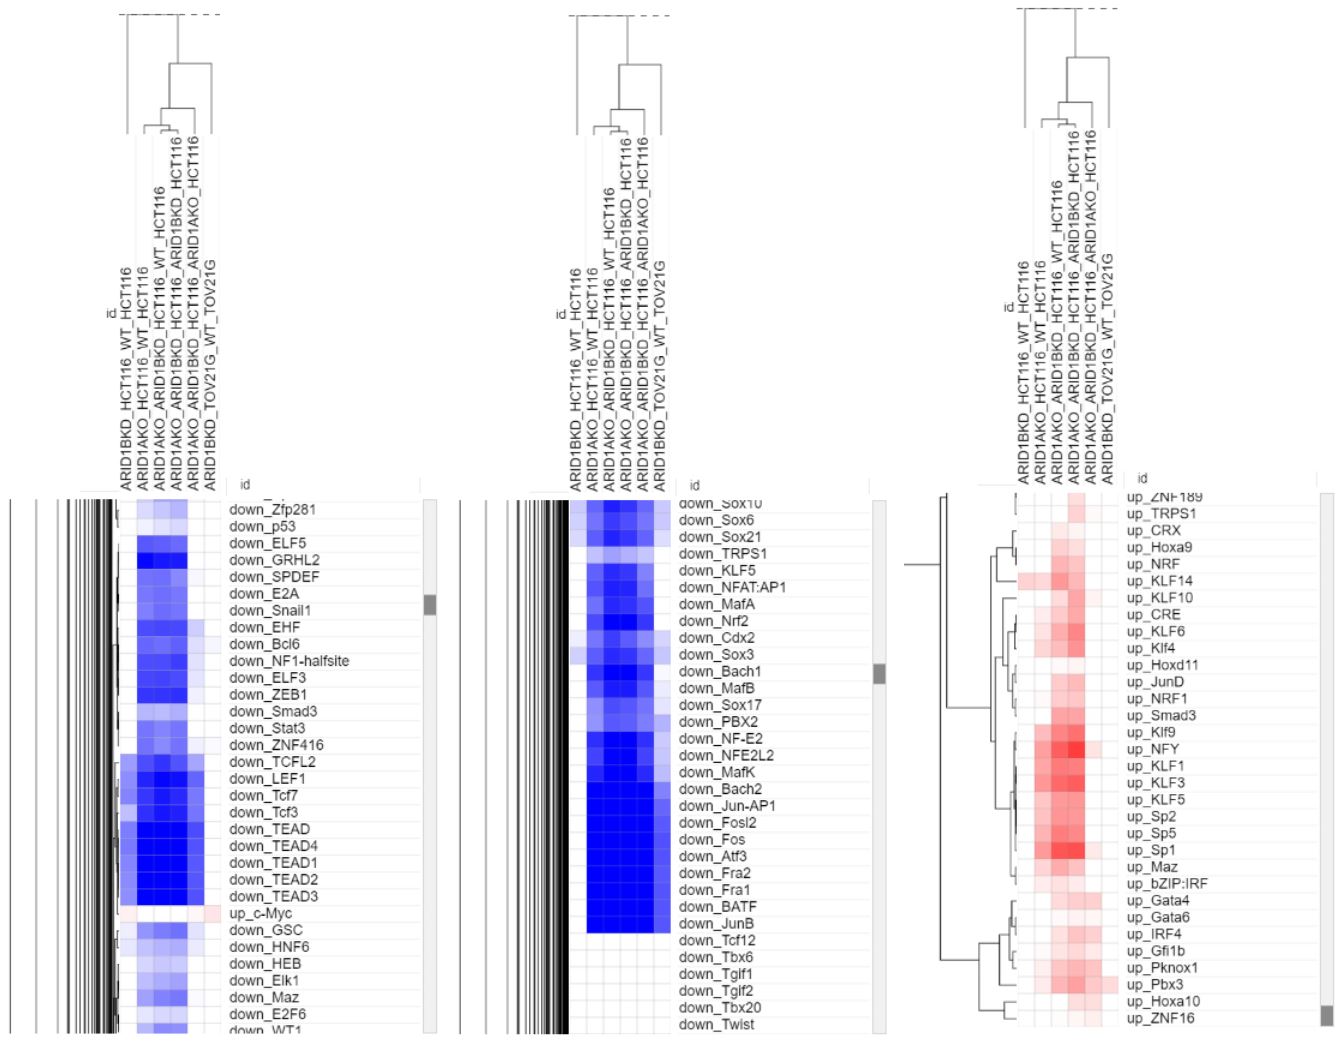 id
ARID1BKD_HCT116_WT_HCT116
ARID1AKO_HCT116_WT_HCT116
ARID1AKO_ARID1BKD_HCT116_WT_HCT116
ARID1AKO_ARID1BKD_HCT116_ARID1BKD_HCT116
ARID1AKO_ARID1BKD_HCT116_ARID1AKO_HCT116
ARID1BKD_TOV21G_WT_TOV21G
id
down_Zfp281
down_p53
down_ELF5
down_GRHL2
down_SPDEF
down_E2A
down_Snail1
down_EHF
down_Bcl6
down_NF1-halfsite
down_ELF3
down_ZEB1
down_Smad3
down_Stat3
down_ZNF416
down_TCFL2
down_LEF1
down_Tcf7
down_Tcf3
down_TEAD
down_TEAD4
down_TEAD1
down_TEAD2
down_TEAD3
up_c-Myc
down_GSC
down_HNF6
down_HEB
down_Elk1
down_Maz
down_E2F6
down_WT1
id
ARID1BKD_HCT116_WT_HCT116
ARID1AKO_HCT116_WT_HCT116
ARID1AKO_ARID1BKD_HCT116_WT_HCT116
ARID1AKO_ARID1BKD_HCT116_ARID1BKD_HCT116
ARID1AKO_ARID1BKD_HCT116_ARID1AKO_HCT116
ARID1BKD_TOV21G_WT_TOV21G
id
down_Sox10
down_Sox6
down_Sox21
down_TRPS1
down_KLF5
down_NFAT:AP1
down_MafA
down_Nrf2
down_Cdx2
down_Sox3
down_Bach1
down_MafB
down_Sox17
down_PBX2
down_NF-E2
down_NFE2L2
down_MafK
down_Bach2
down_Jun-AP1
down_Fosl2
down_Fos
down_Atf3
down_Fra2
down_Fra1
down_BATF
down_JunB
down_Tcf12
down_Tbx6
down_Tgif1
down_Tgif2
down_Tbx20
down_Twist
id
ARID1BKD_HCT116_WT_HCT116
ARID1AKO_HCT116_WT_HCT116
ARID1AKO_ARID1BKD_HCT116_WT_HCT116
ARID1AKO_ARID1BKD_HCT116_ARID1BKD_HCT116
ARID1AKO_ARID1BKD_HCT116_ARID1AKO_HCT116
ARID1BKD_TOV21G_WT_TOV21G
id
up_ZNF189
up_TRPS1
up_CRX
up_Hoxa9
up_NRF
up_KLF14
up_KLF10
up_CRE
up_KLF6
up_Klf4
up_Hoxd11
up_JunD
up_NRF1
up_Smad3
up_Klf9
up_NFY
up_KLF1
up_KLF3
up_KLF5
up_Sp2
up_Sp5
up_Sp1
up_Maz
up_bZIP:IRF
up_Gata4
up_Gata6
up_IRF4
up_Gfi1b
up_Pknox1
up_Pbx3
up_Hoxa10
up_ZNF16